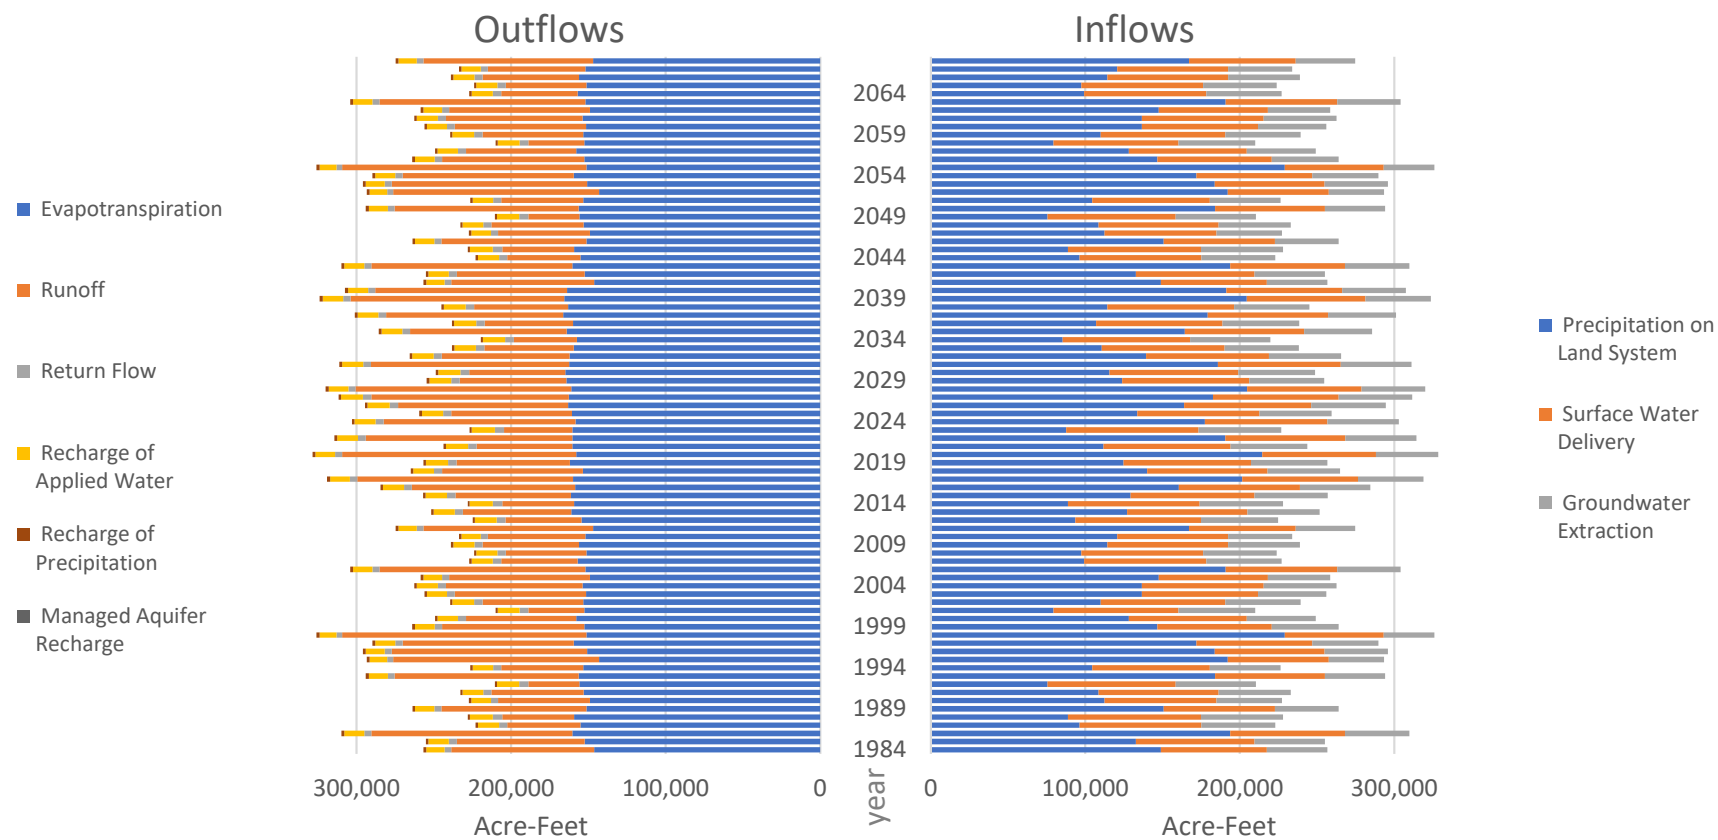 Outflows
Inflows
Evapotranspiration
Runoff
Return Flow
Recharge of
Applied Water
Recharge of
Precipitation
Managed Aquifer
Recharge
2064
2059
2054
2049
2044
2039
2034
2029
2024
2019
2014
2009
2004
1999
1994
1989
1984
year
Precipitation on
Land System
Surface Water
Delivery
Groundwater
Extraction
300,000 200,000 100,000 0
0 100,000 200,000 300,000
Acre-Feet
Acre-Feet